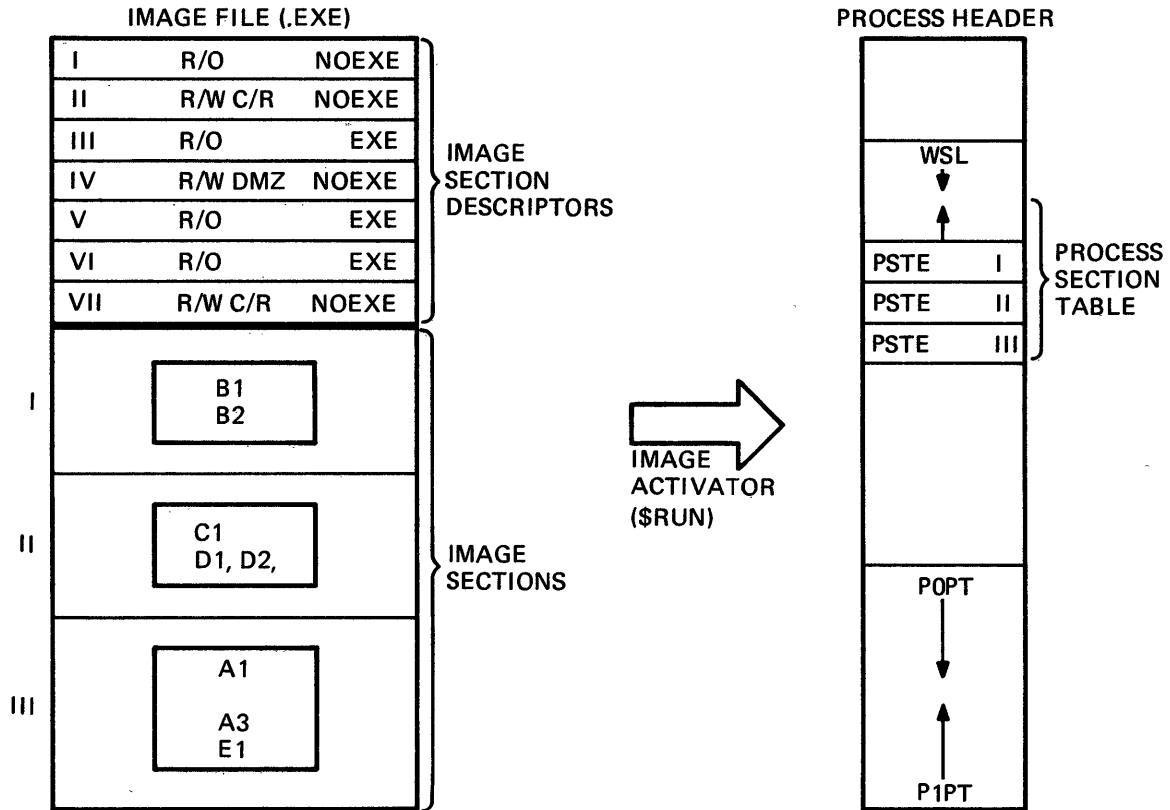 IMAGE FILE (.EXE)
I R/O NOEXE
II R/W C/R NOEXE
III R/O EXE
IV R/W DMZ NOEXE
V R/O EXE
VI R/O EXE
VII R/W C/R NOEXE
IMAGE
SECTION
DESCRIPTORS
I
B1
B2
II
C1
D1, D2,
III
A1
A3
E1
IMAGE
SECTIONS
IMAGE
ACTIVATOR
($RUN)
PROCESS HEADER
WSL
PSTE I
PSTE II
PSTE III
PROCESS
SECTION
TABLE
P0PT
P1PT